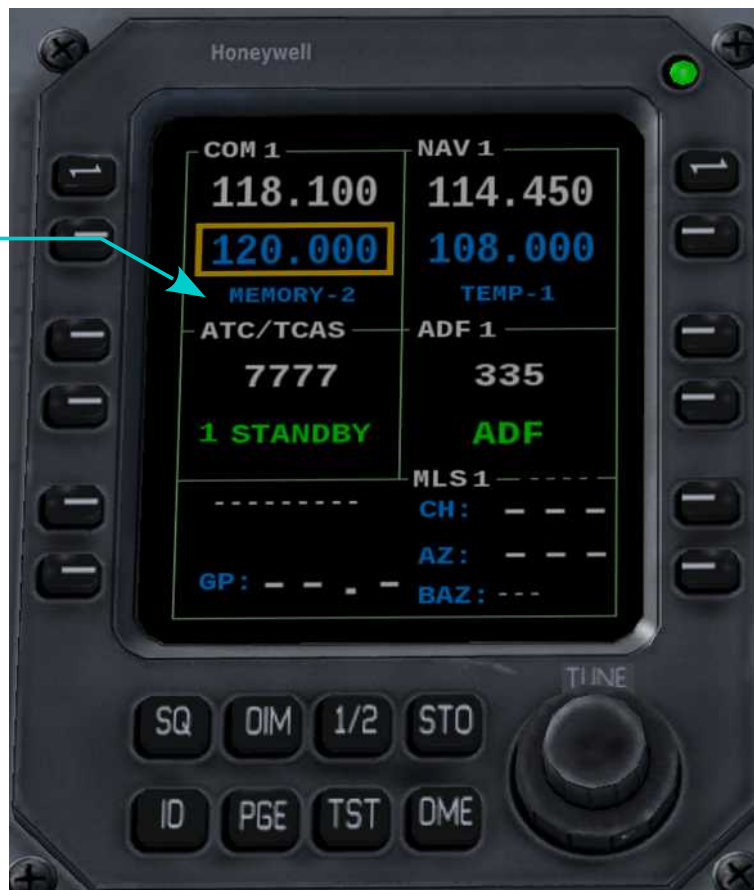 Honeywell
COM 1 NAV 1
118.100 114.450
120.000 108.000
MEMORY-2 TEMP-1
ATC/TCAS ADF 1
7777 335
1 STANDBY ADF
MLS 1
---------
CH: – – –
AZ: – – –
GP: – – . –
BAZ: ---
TUNE
SQ DIM 1/2 STO
ID PGE TST DME